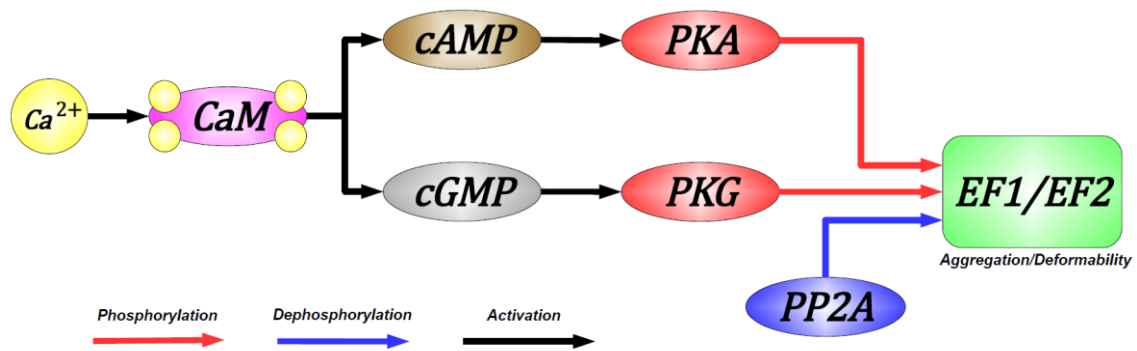 cAMP
PKA
Ca²⁺
CaM
cGMP
PKG
EF1/EF2
Aggregation/Deformability
PP2A
Phosphorylation
Dephosphorylation
Activation